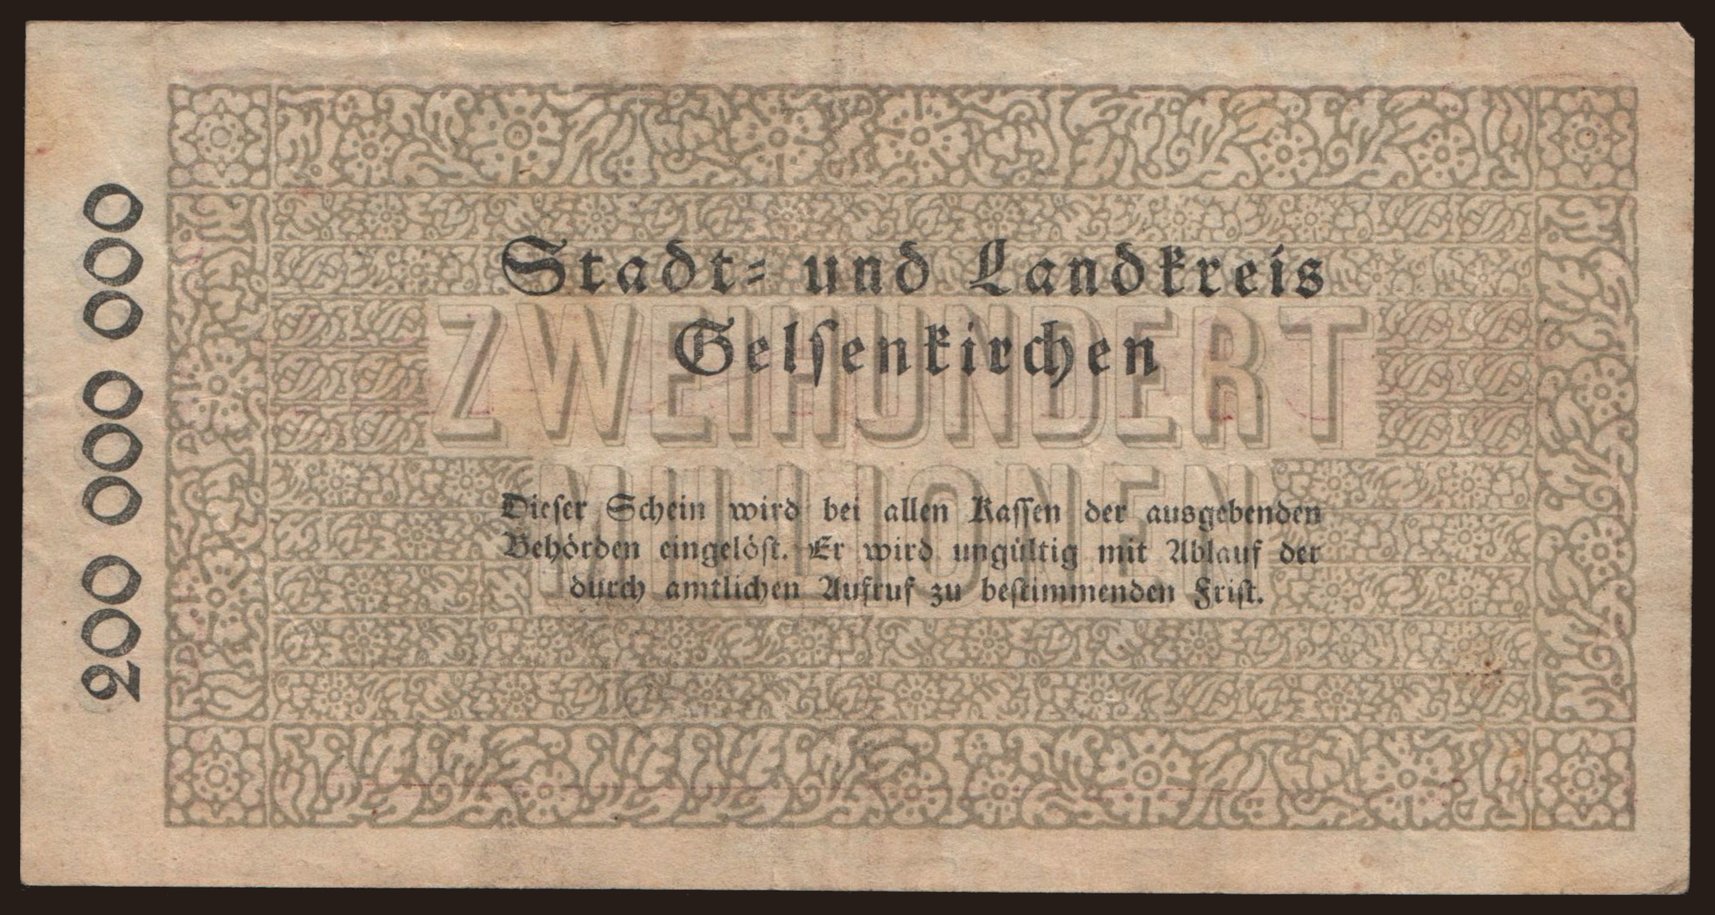 200 000 000
Stadt- und Landkreis
Gelsenkirchen
ZWEIHUNDERT
MILLIONEN
Dieser Schein wird bei allen Kassen der ausgebenden
Behörden eingelöst. Er wird ungültig mit Ablauf der
durch amtlichen Aufruf zu bestimmenden Frist.